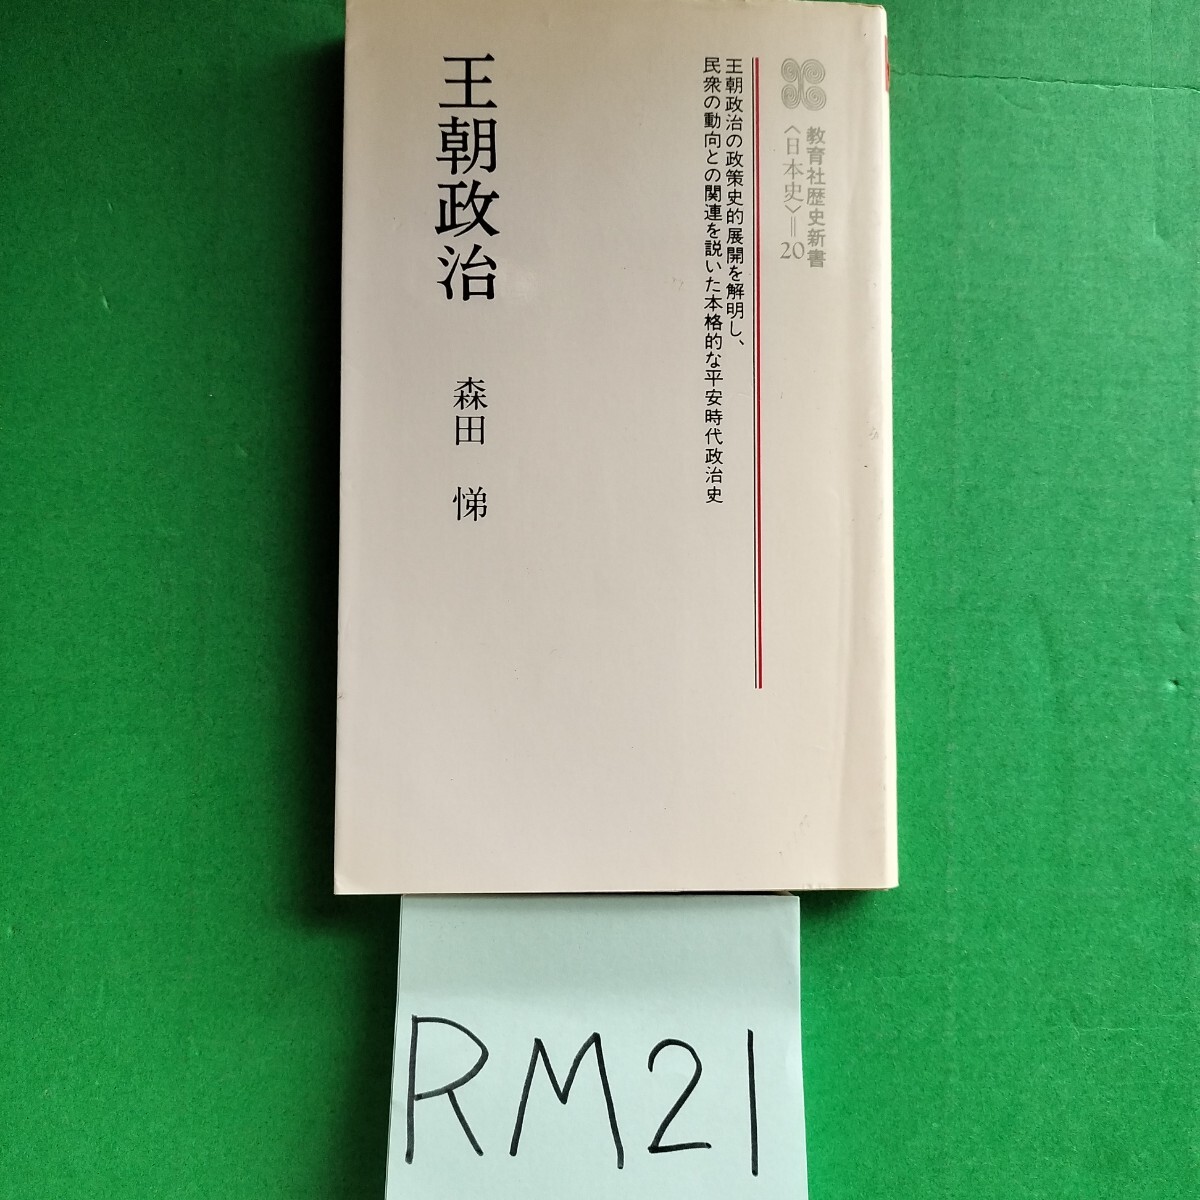 教育社歴史新書
〈日本史〉＝20
王朝政治の政策史的展開を解明し、
民衆の動向との関連を説いた本格的な平安時代政治史
王朝政治
森田 悌
RM21